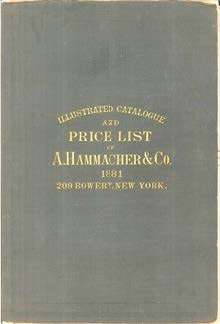 ILLUSTRATED CATALOGUE
AND
PRICE LIST
OF
A. HAMMACHER & CO.
1881
209 BOWERY, NEW YORK.